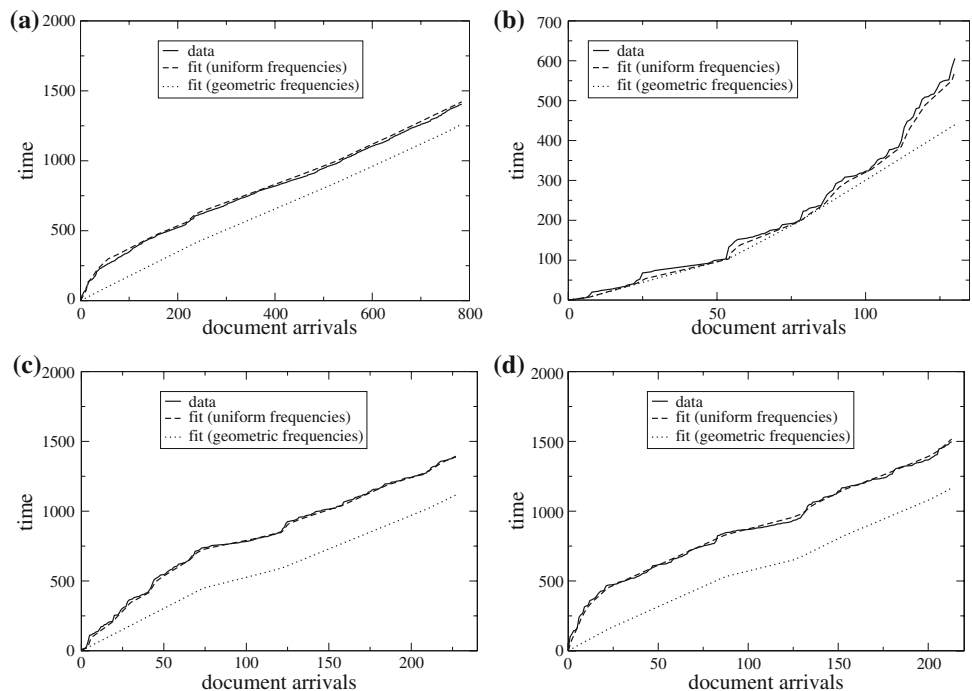 (a)
2000
1500
1000
500
0
time
data
fit (uniform frequencies)
fit (geometric frequencies)
0
200
400
600
800
document arrivals
(b)
700
600
500
400
300
200
100
0
time
data
fit (uniform frequencies)
fit (geometric frequencies)
0
50
100
document arrivals
(c)
2000
1500
1000
500
0
time
data
fit (uniform frequencies)
fit (geometric frequencies)
0
50
100
150
200
document arrivals
(d)
2000
1500
1000
500
0
time
data
fit (uniform frequencies)
fit (geometric frequencies)
0
50
100
150
200
document arrivals